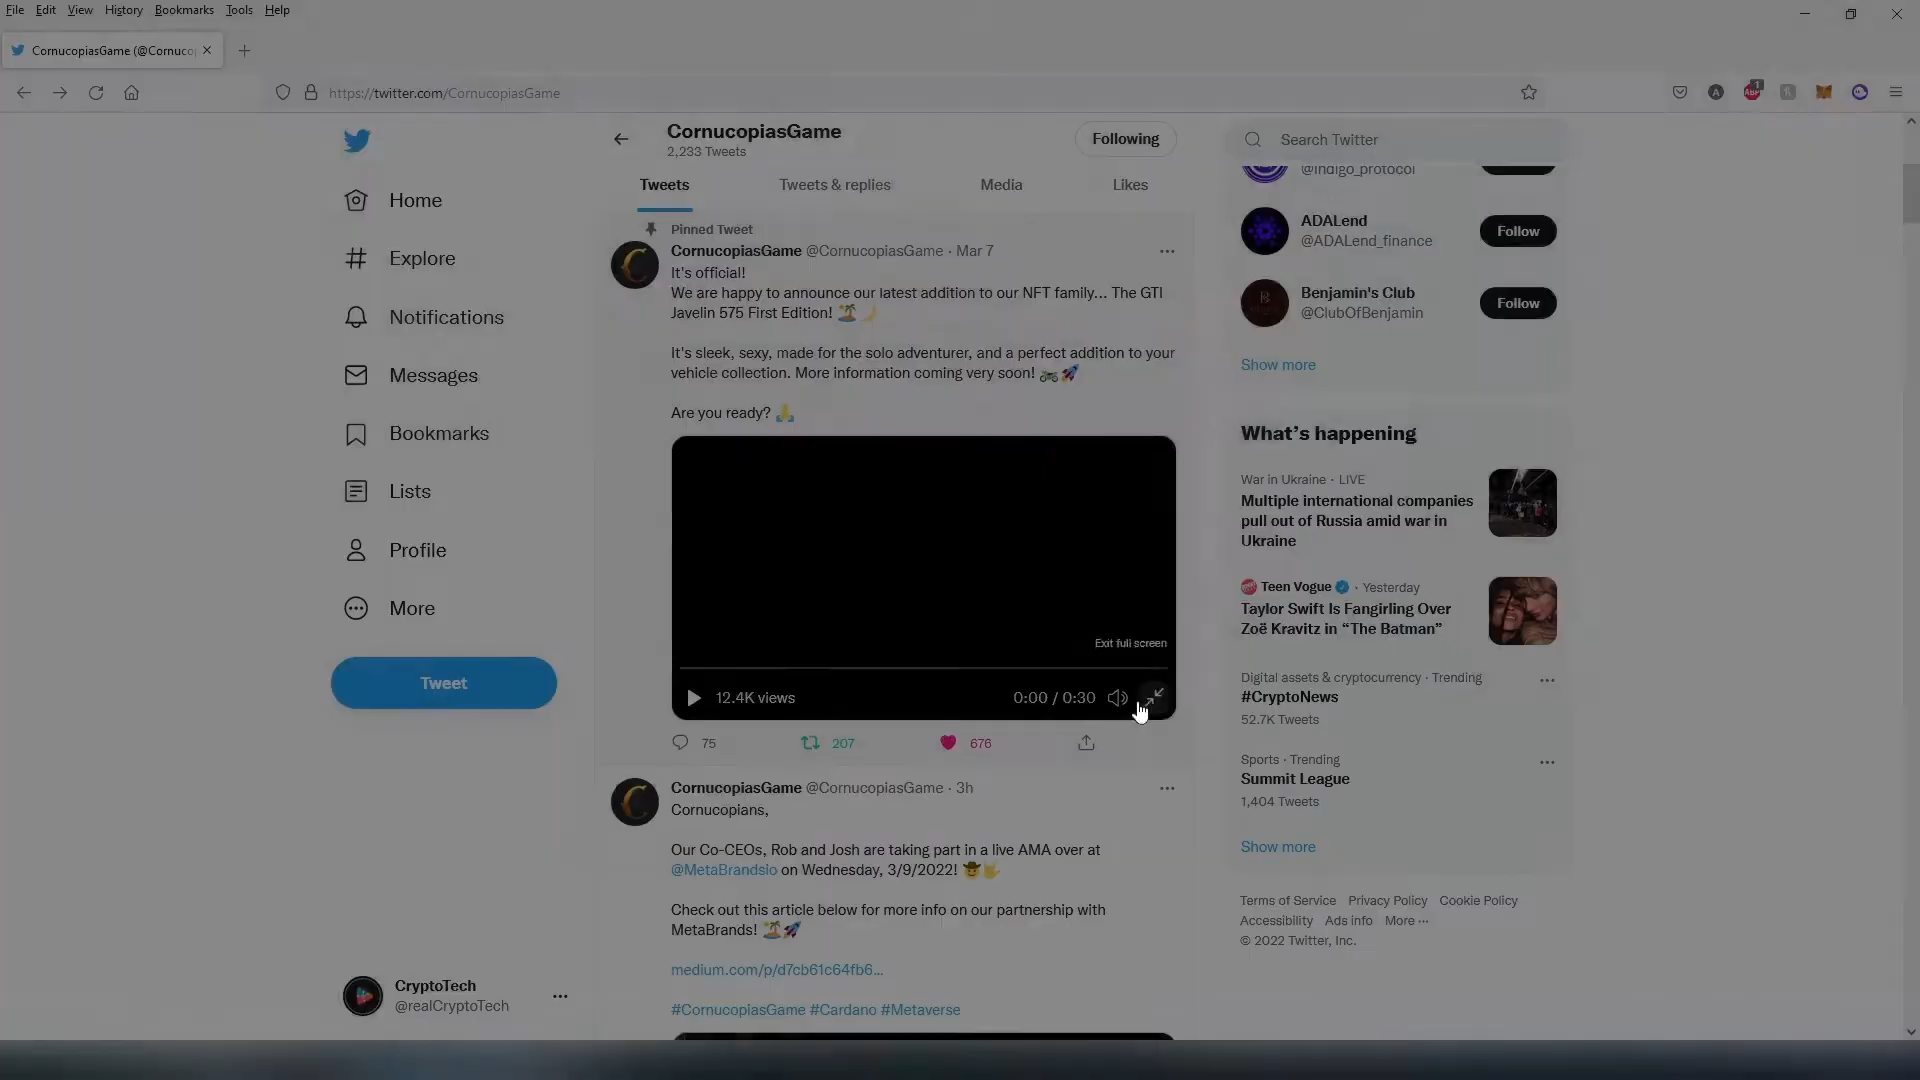 File Edit View History Bookmarks Tools Help
CornucopiasGame (@Cornuco
https://twitter.com/CornucopiasGame
ABP 1
CornucopiasGame
2,233 Tweets
Following
Search Twitter
Tweets Tweets & replies Media Likes
Home
Explore
Notifications
Messages
Bookmarks
Lists
Profile
More
Tweet
CryptoTech
@realCryptoTech
Pinned Tweet
CornucopiasGame @CornucopiasGame · Mar 7
It's official!
We are happy to announce our latest addition to our NFT family... The GTI
Javelin 575 First Edition! 🏝️🌙
It's sleek, sexy, made for the solo adventurer, and a perfect addition to your
vehicle collection. More information coming very soon! 🏍️🚀
Are you ready? 🙏
Exit full screen
12.4K views 0:00 / 0:30
75 207 676
CornucopiasGame @CornucopiasGame · 3h
Cornucopians,
Our Co-CEOs, Rob and Josh are taking part in a live AMA over at
@MetaBrandsio on Wednesday, 3/9/2022! 🤠🤟
Check out this article below for more info on our partnership with
MetaBrands! 🏝️🚀
medium.com/p/d7cb61c64fb6...
#CornucopiasGame #Cardano #Metaverse
@Indigo_protocol
ADALend
@ADALend_finance
Follow
Benjamin's Club
@ClubOfBenjamin
Follow
Show more
What's happening
War in Ukraine · LIVE
Multiple international companies
pull out of Russia amid war in
Ukraine
Teen Vogue · Yesterday
Taylor Swift Is Fangirling Over
Zoë Kravitz in “The Batman”
Digital assets & cryptocurrency · Trending
#CryptoNews
52.7K Tweets
Sports · Trending
Summit League
1,404 Tweets
Show more
Terms of Service Privacy Policy Cookie Policy
Accessibility Ads info More ···
© 2022 Twitter, Inc.